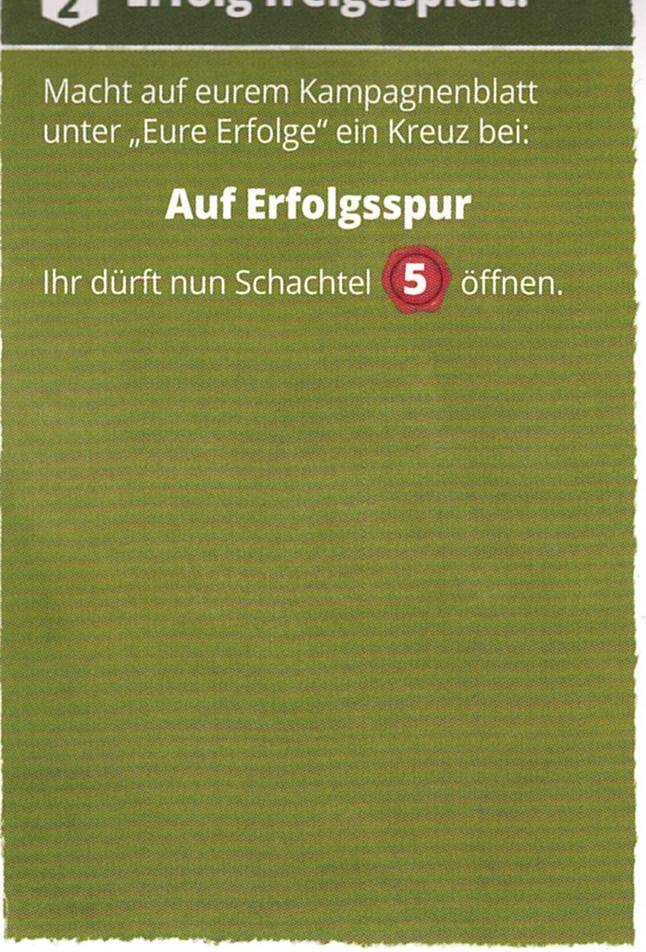 2 Erfolg freigespielt!
Macht auf eurem Kampagnenblatt
unter „Eure Erfolge“ ein Kreuz bei:
Auf Erfolgsspur
Ihr dürft nun Schachtel 5 öffnen.